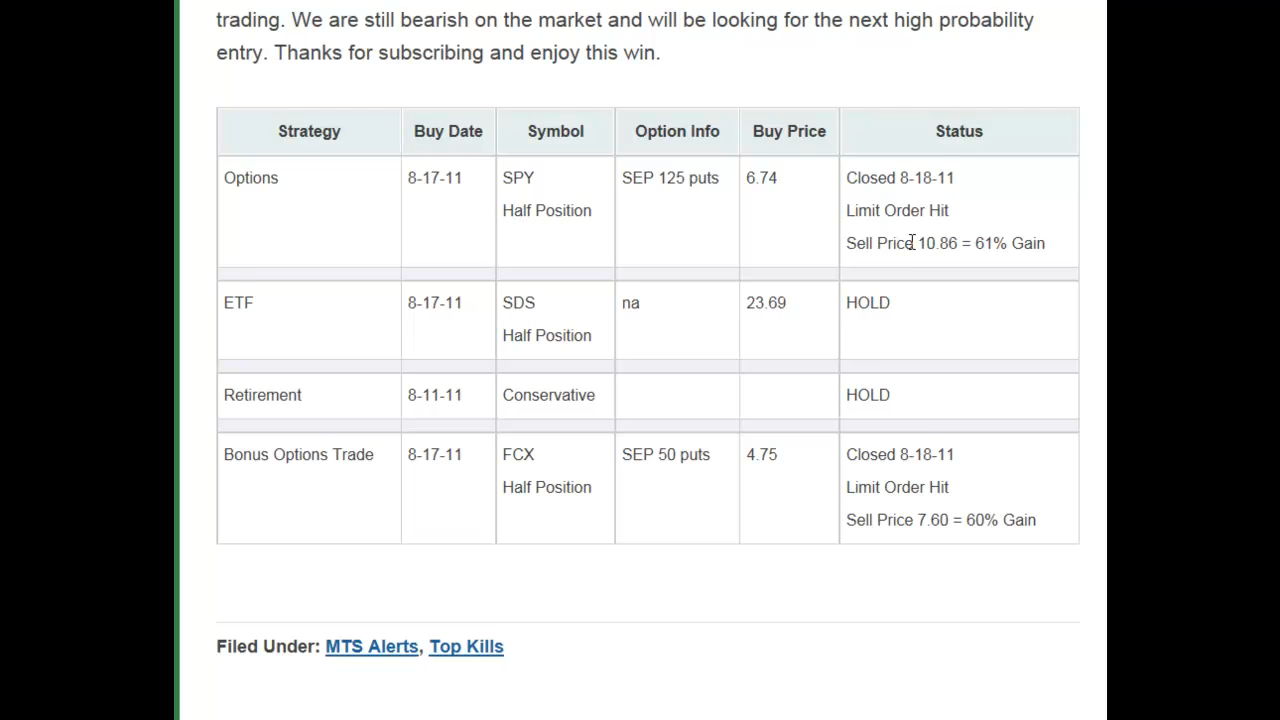 trading. We are still bearish on the market and will be looking for the next high probability
entry. Thanks for subscribing and enjoy this win.
Strategy Buy Date Symbol Option Info Buy Price Status
Options 8-17-11 SPY SEP 125 puts 6.74 Closed 8-18-11
Half Position Limit Order Hit
Sell Price 10.86 = 61% Gain
ETF 8-17-11 SDS na 23.69 HOLD
Half Position
Retirement 8-11-11 Conservative HOLD
Bonus Options Trade 8-17-11 FCX SEP 50 puts 4.75 Closed 8-18-11
Half Position Limit Order Hit
Sell Price 7.60 = 60% Gain
Filed Under: MTS Alerts, Top Kills